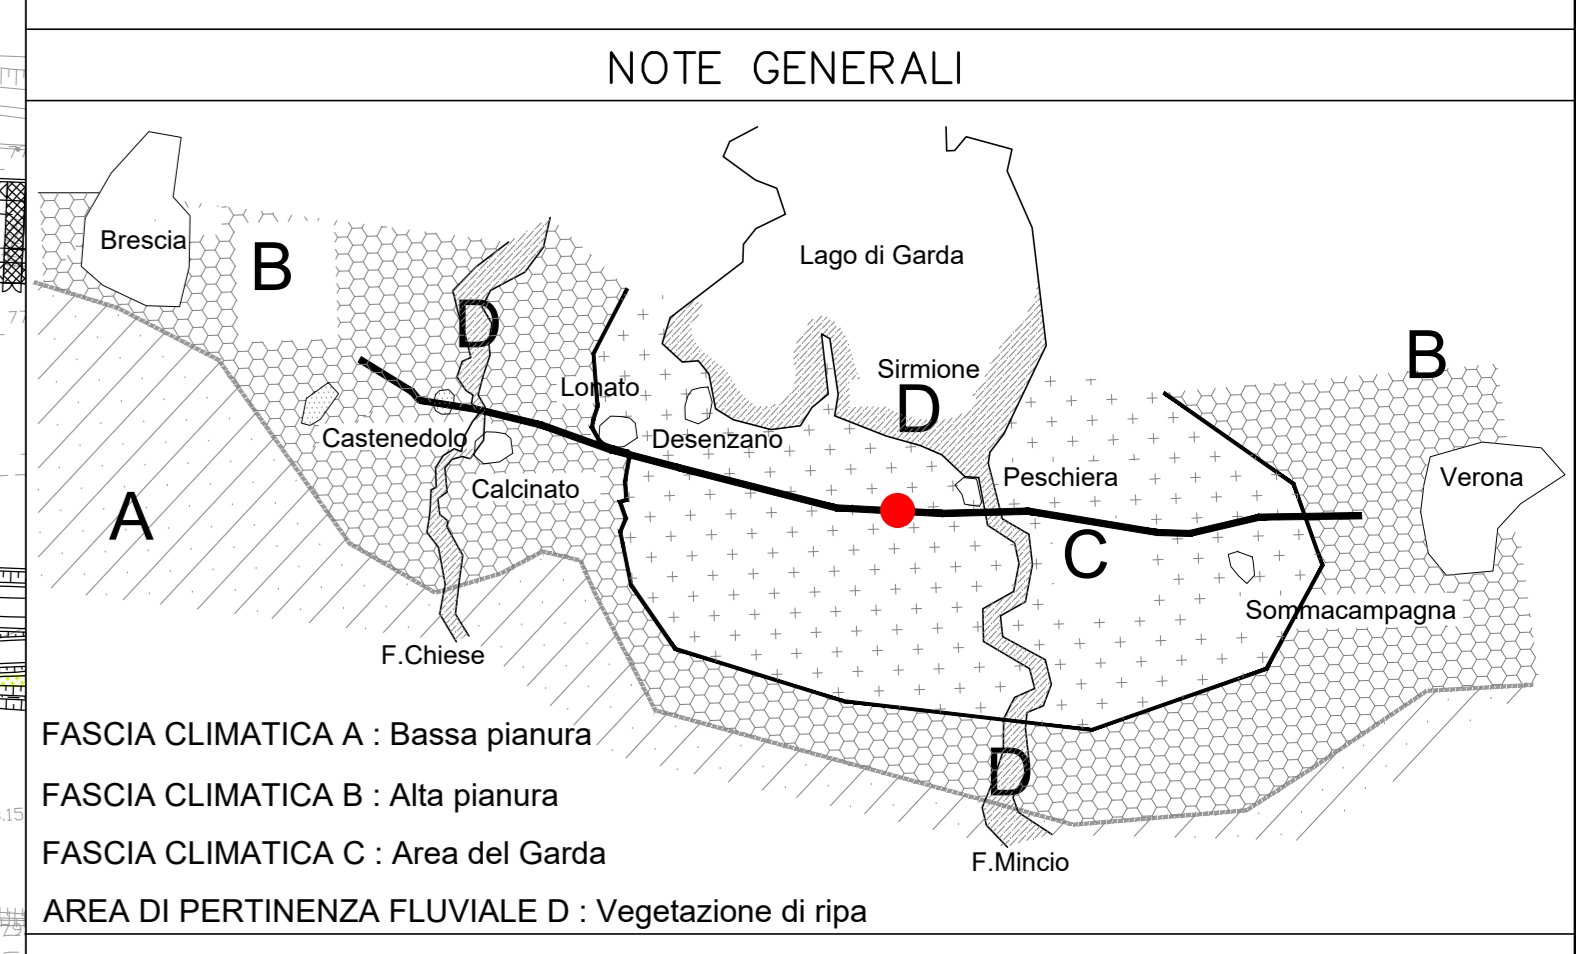 NOTE GENERALI
Brescia
B
Lago di Garda
D
Sirmione
D
B
Lonato
Castenedolo
Desenzano
Calcinato
Peschiera
Verona
A
C
Sommacampagna
F.Chiese
D
F.Mincio
FASCIA CLIMATICA A : Bassa pianura
FASCIA CLIMATICA B : Alta pianura
FASCIA CLIMATICA C : Area del Garda
AREA DI PERTINENZA FLUVIALE D : Vegetazione di ripa